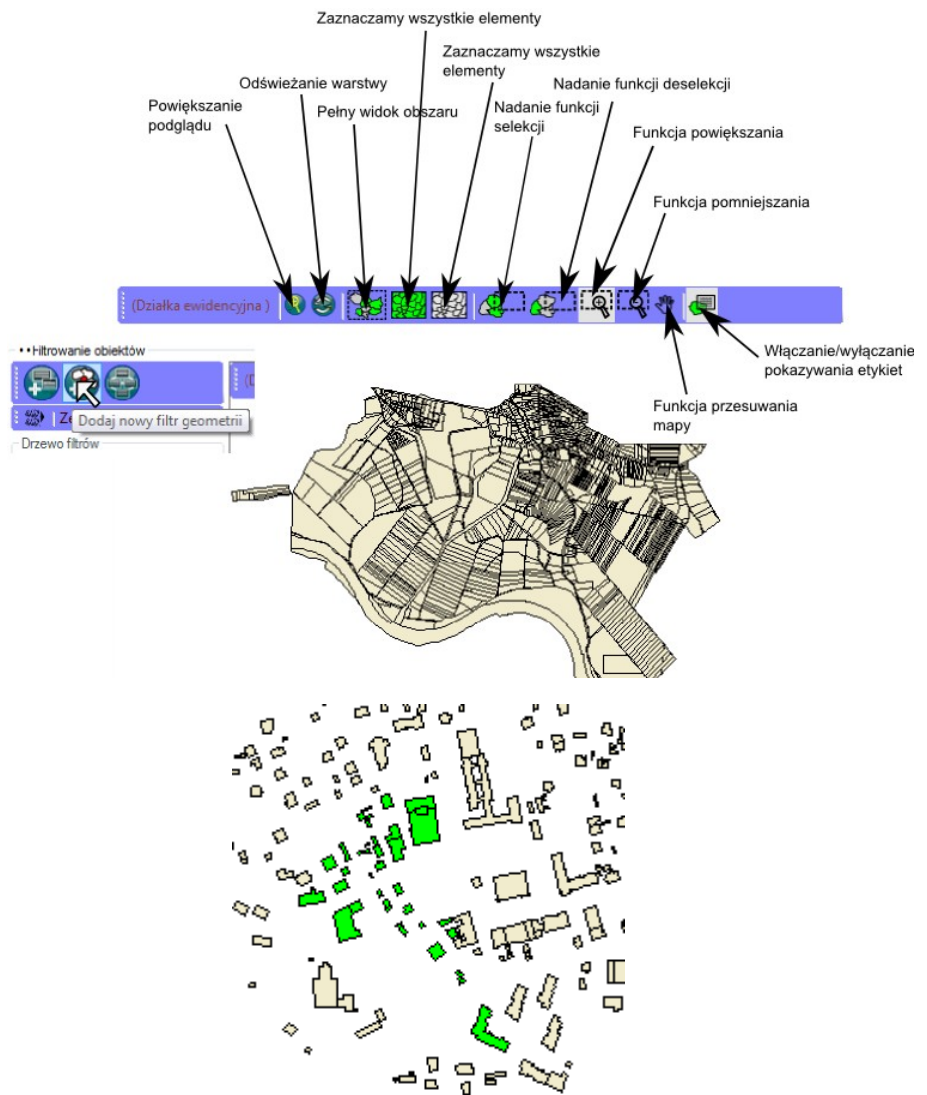 Zaznaczamy wszystkie elementy
Zaznaczamy wszystkie
elementy
Odświeżanie warstwy
Nadanie funkcji deselekcji
Powiększanie
podglądu
Pełny widok obszaru
Nadanie funkcji
selekcji
Funkcja powiększania
Funkcja pomniejszania
(Działka ewidencyjna )
Filtrowanie obiektów
Włączanie/wyłączanie
pokazywania etykiet
Dodaj nowy filtr geometrii
Funkcja przesuwania
mapy
Drzewo filtrów